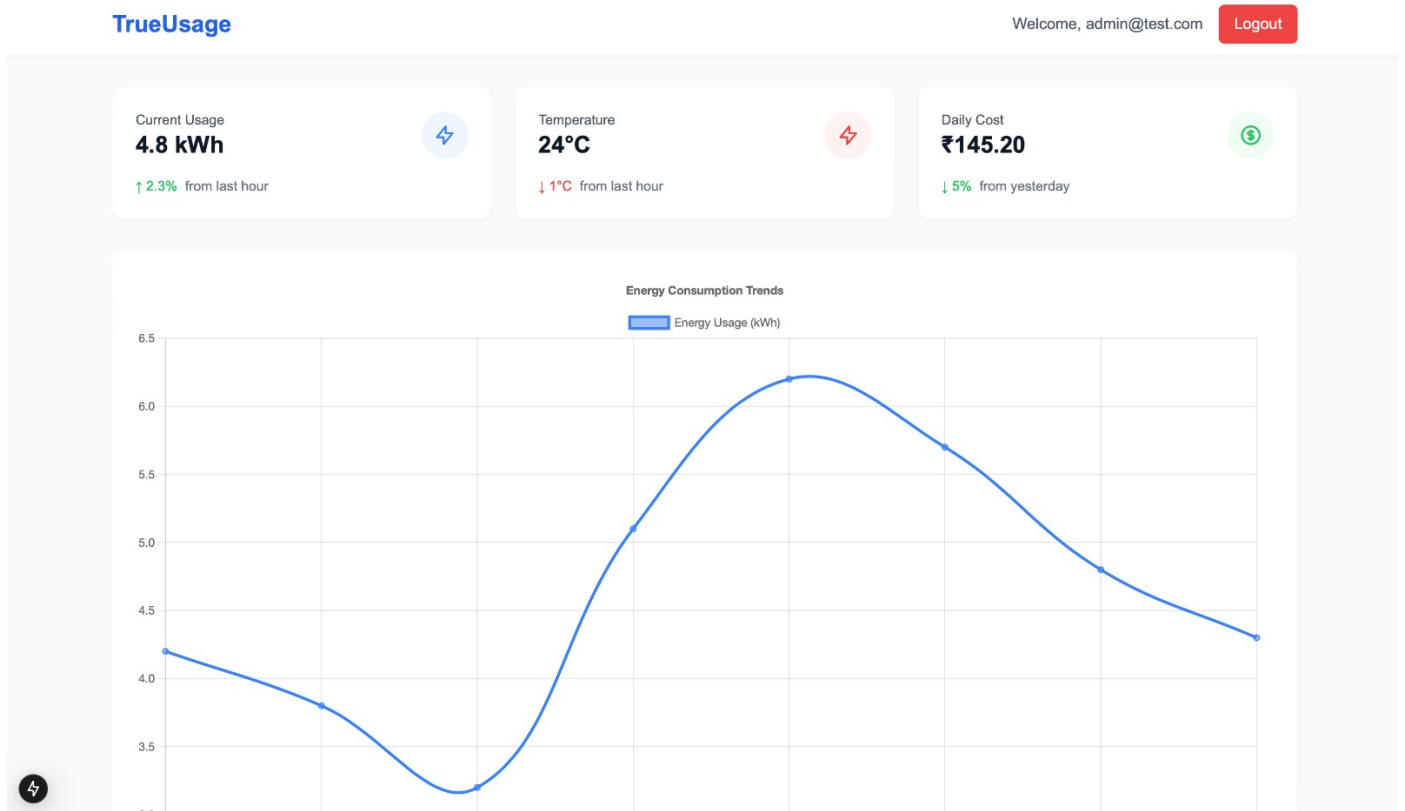 TrueUsage
Welcome, admin@test.com
Logout
Current Usage
4.8 kWh
↑ 2.3% from last hour
Temperature
24°C
↓ 1°C from last hour
Daily Cost
₹145.20
↓ 5% from yesterday
Energy Consumption Trends
Energy Usage (kWh)
6.5
6.0
5.5
5.0
4.5
4.0
3.5